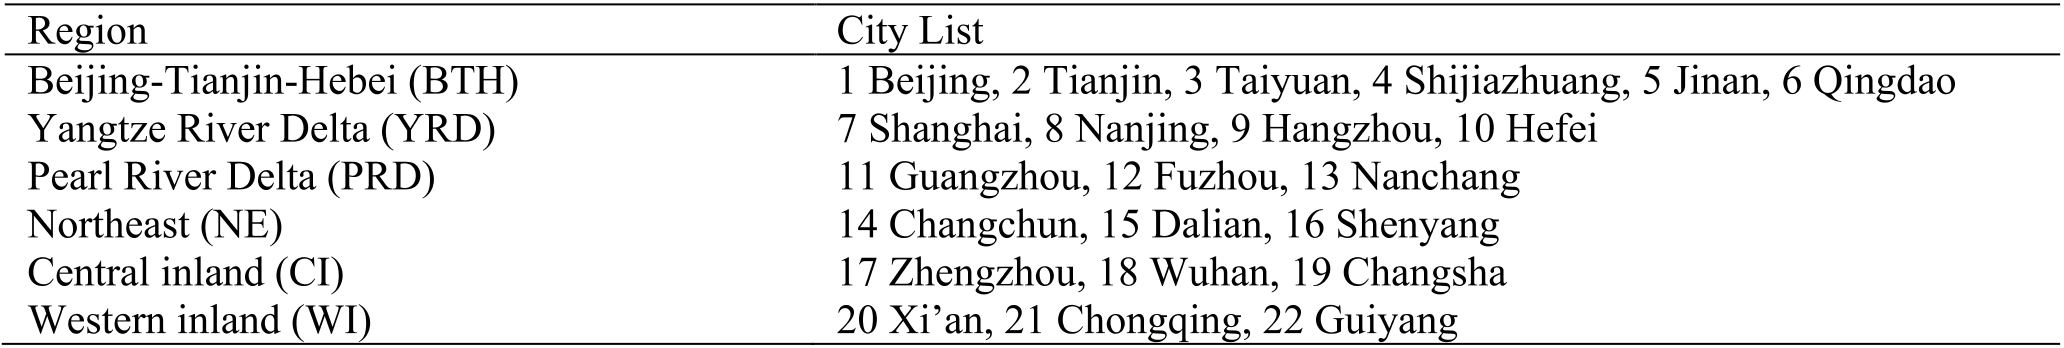 Region City List
Beijing-Tianjin-Hebei (BTH) 1 Beijing, 2 Tianjin, 3 Taiyuan, 4 Shijiazhuang, 5 Jinan, 6 Qingdao
Yangtze River Delta (YRD) 7 Shanghai, 8 Nanjing, 9 Hangzhou, 10 Hefei
Pearl River Delta (PRD) 11 Guangzhou, 12 Fuzhou, 13 Nanchang
Northeast (NE) 14 Changchun, 15 Dalian, 16 Shenyang
Central inland (CI) 17 Zhengzhou, 18 Wuhan, 19 Changsha
Western inland (WI) 20 Xi’an, 21 Chongqing, 22 Guiyang